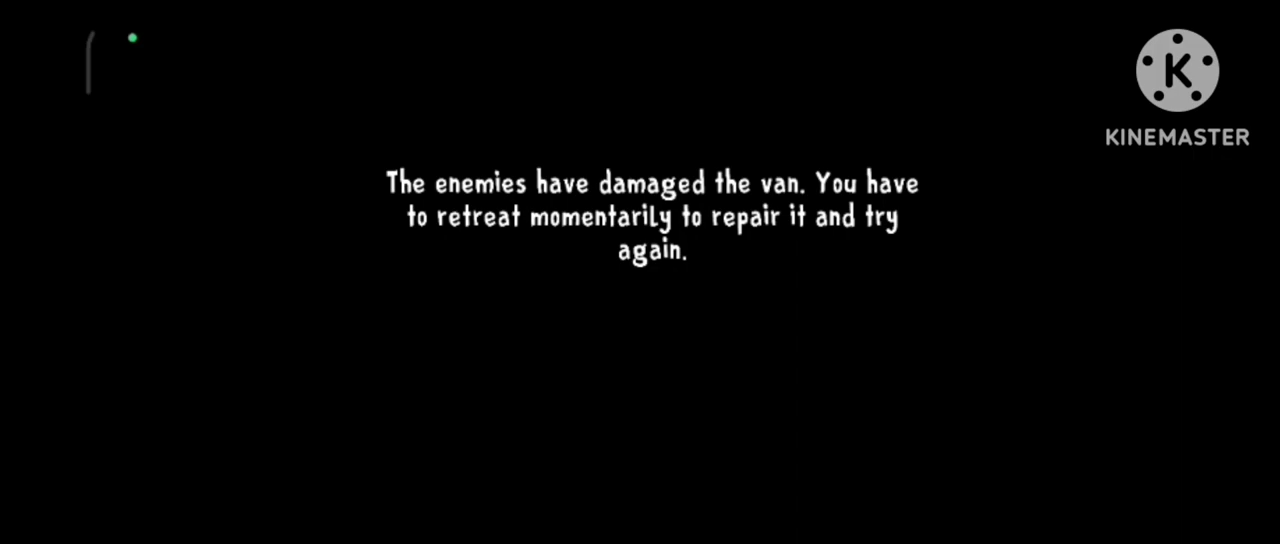 KINEMASTER
The enemies have damaged the van. You have
to retreat momentarily to repair it and try
again.